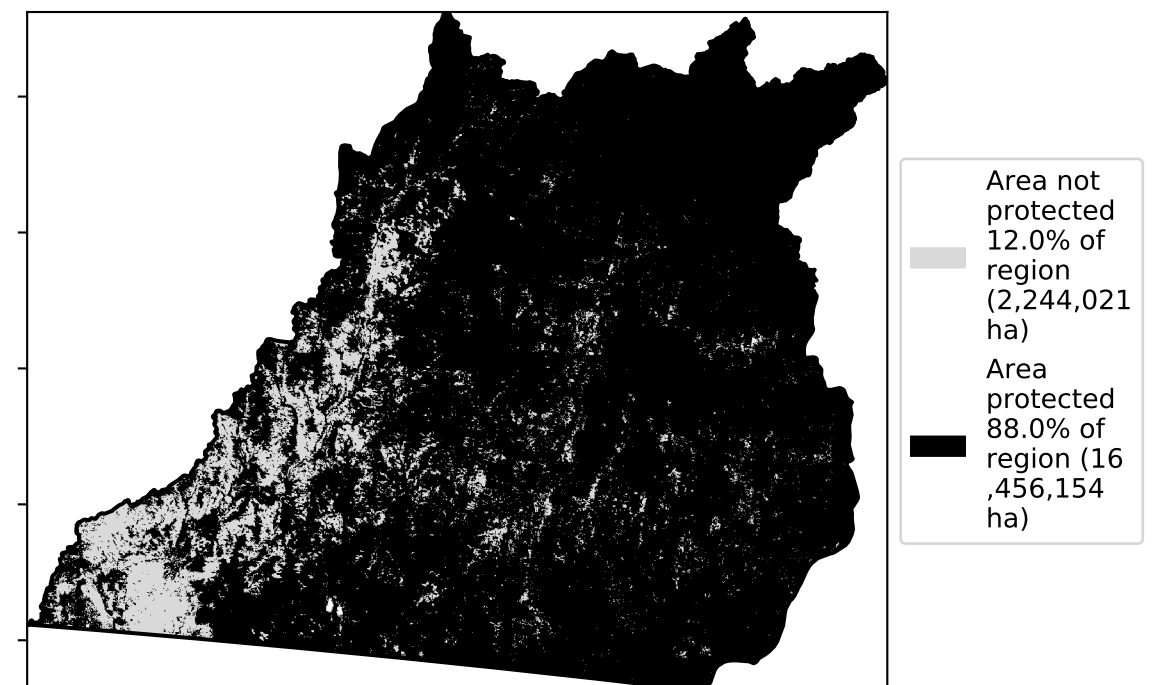 Area not
protected
12.0% of
region
(2,244,021
ha)
Area
protected
88.0% of
region (16
,456,154
ha)